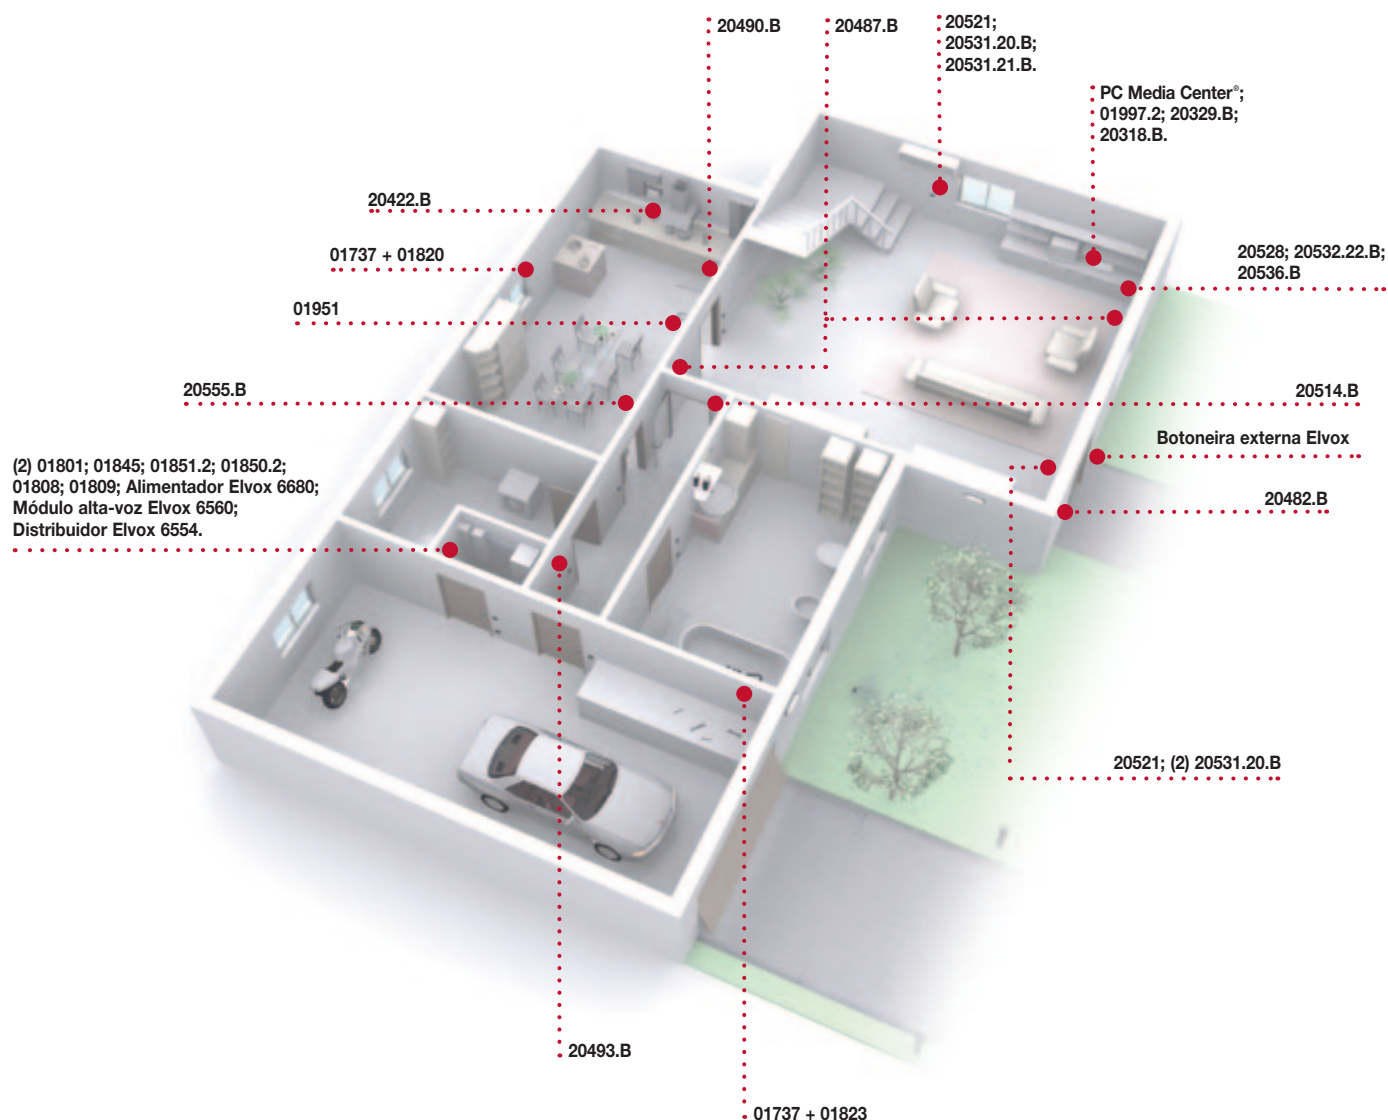 20490.B
20487.B
20521;
20531.20.B;
20531.21.B.
PC Media Center®;
01997.2; 20329.B;
20318.B.
20422.B
01737 + 01820
20528; 20532.22.B;
20536.B
01951
20555.B
20514.B
Botoneira externa Elvox
(2) 01801; 01845; 01851.2; 01850.2;
01808; 01809; Alimentador Elvox 6680;
Módulo alta-voz Elvox 6560;
Distribuidor Elvox 6554.
20482.B
20521; (2) 20531.20.B
20493.B
01737 + 01823